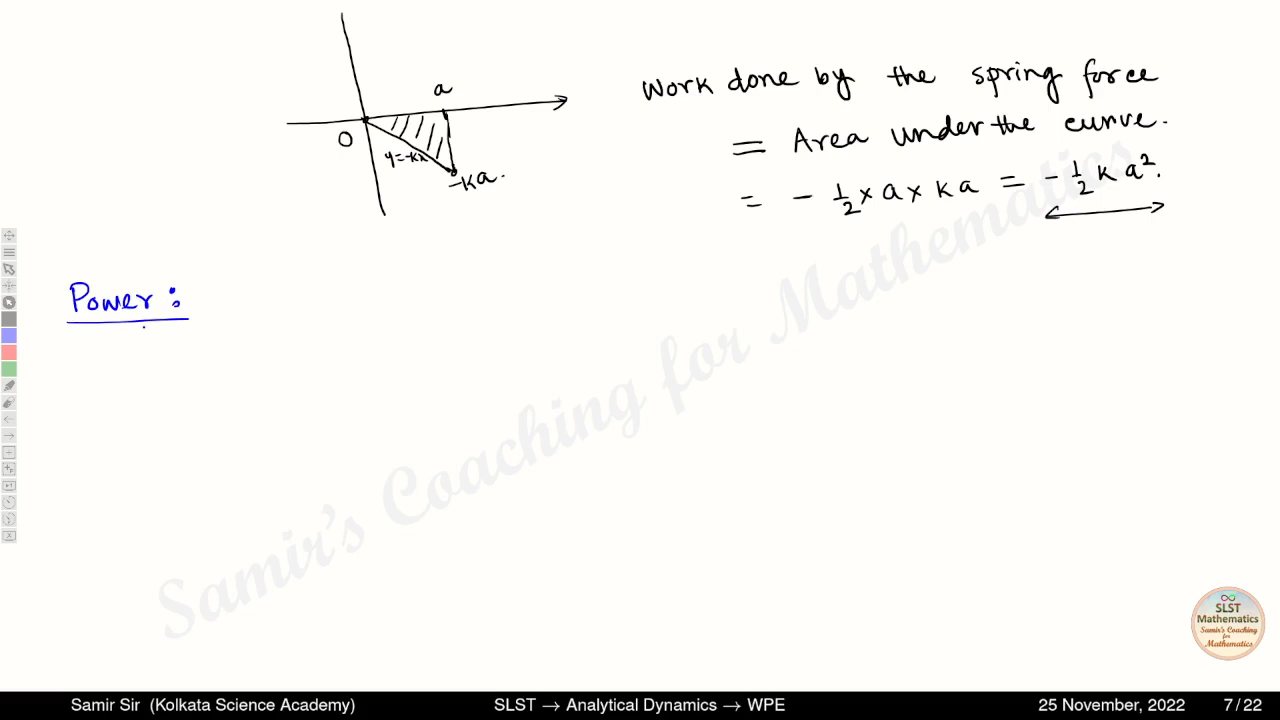 a
O
y=-kx
-ka.
Work done by the spring force
= Area under the curve.
= - 1/2 x a x ka = - 1/2 k a².
Power :
Samir's Coaching for Mathematics
∞
SLST
Mathematics
Samir's Coaching
for
Mathematics
Samir Sir (Kolkata Science Academy) SLST → Analytical Dynamics → WPE 25 November, 2022 7 / 22